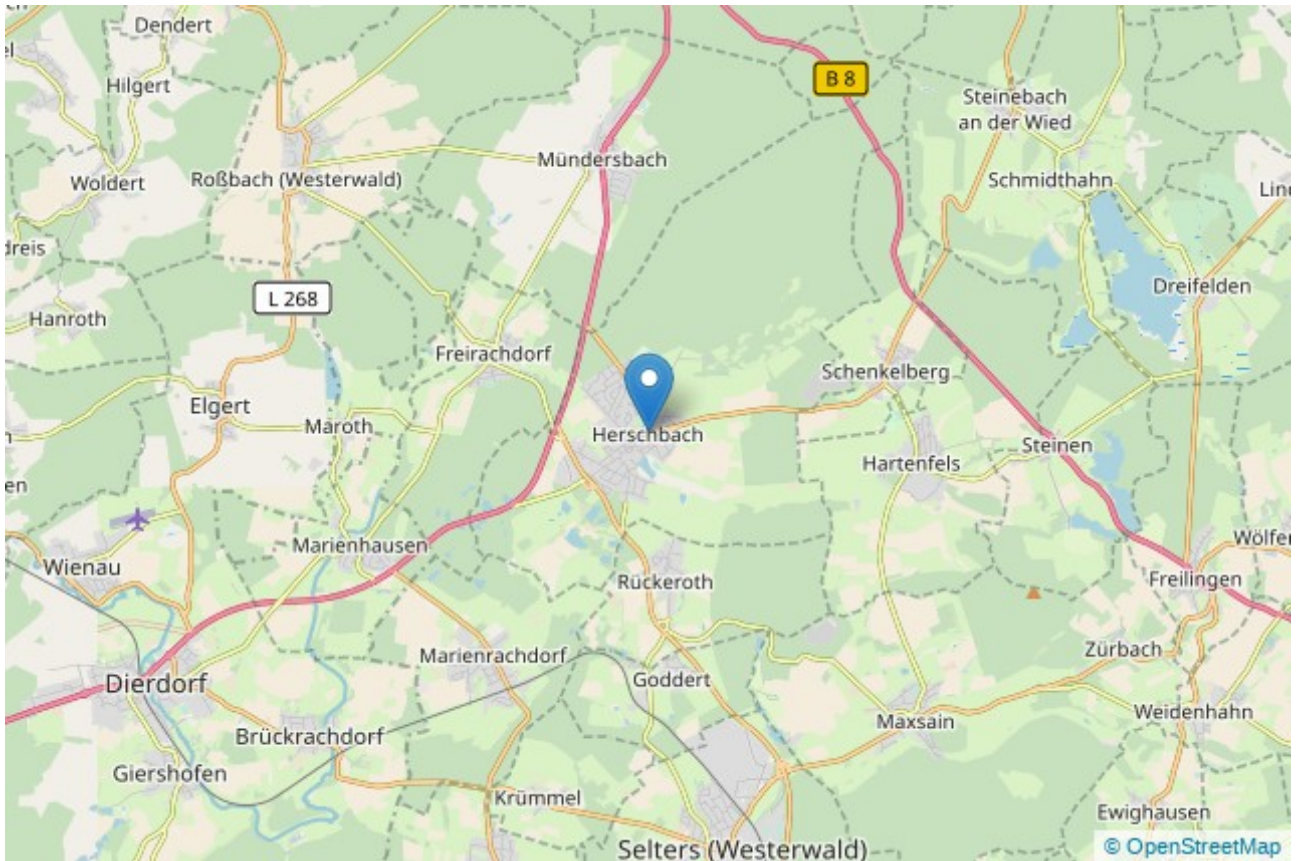 Dendert
Hilgert
B 8
Steinebach
an der Wied
Mündersbach
Woldert
Roßbach (Westerwald)
Schmidthahn
Dreifelden
L 268
Hanroth
Freirachdorf
Schenkelberg
Elgert
Maroth
Herschbach
Steinen
Hartenfels
Marienhausen
Wienau
Rückeroth
Freilingen
Marienrachdorf
Zürbach
Dierdorf
Goddert
Maxsain
Weidenhahn
Brückrachdorf
Giershofen
Krümmel
Ewighausen
Selters (Westerwald)
© OpenStreetMap